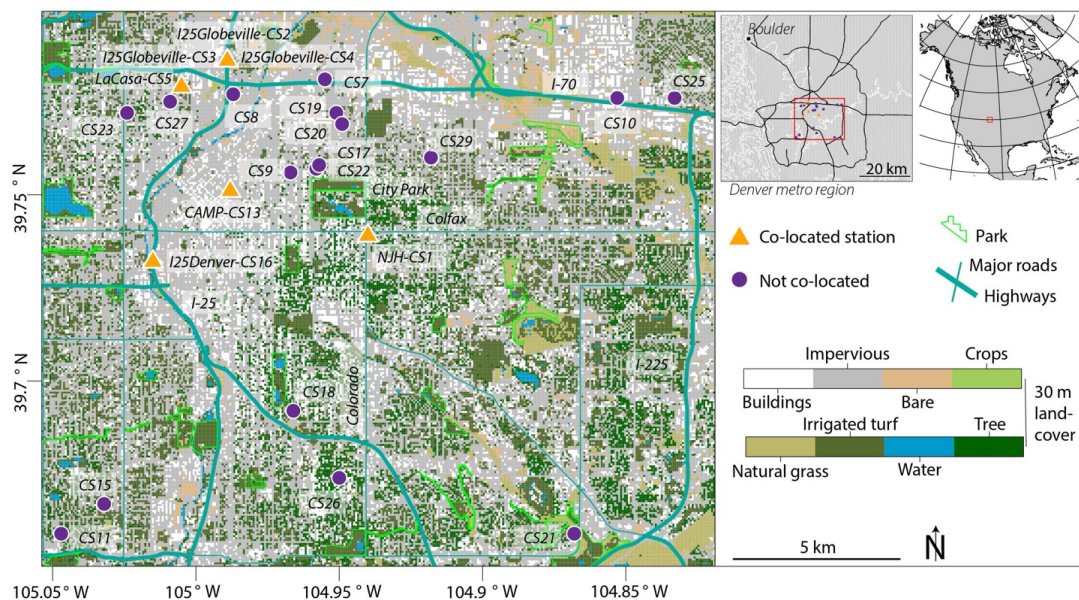 I25Globeville-CS2
I25Globeville-CS3
I25Globeville-CS4
LaCasa-CS5
CS7
I-70
CS25
CS23
CS27
CS8
CS19
CS20
CS10
CS17
CS29
CS9
CS22
City Park
CAMP-CS13
Colfax
I25Denver-CS16
NJH-CS1
I-25
I-225
CS18
Colorado
CS15
CS26
CS11
CS21
39.75 ° N
39.7 ° N
105.05 ° W
105 ° W
104.95 ° W
104.9 ° W
104.85 ° W
Boulder
20 km
Denver metro region
Co-located station
Park
Not co-located
Major roads
Highways
Impervious
Crops
Buildings
Bare
30 m
land-
cover
Irrigated turf
Tree
Natural grass
Water
5 km
N